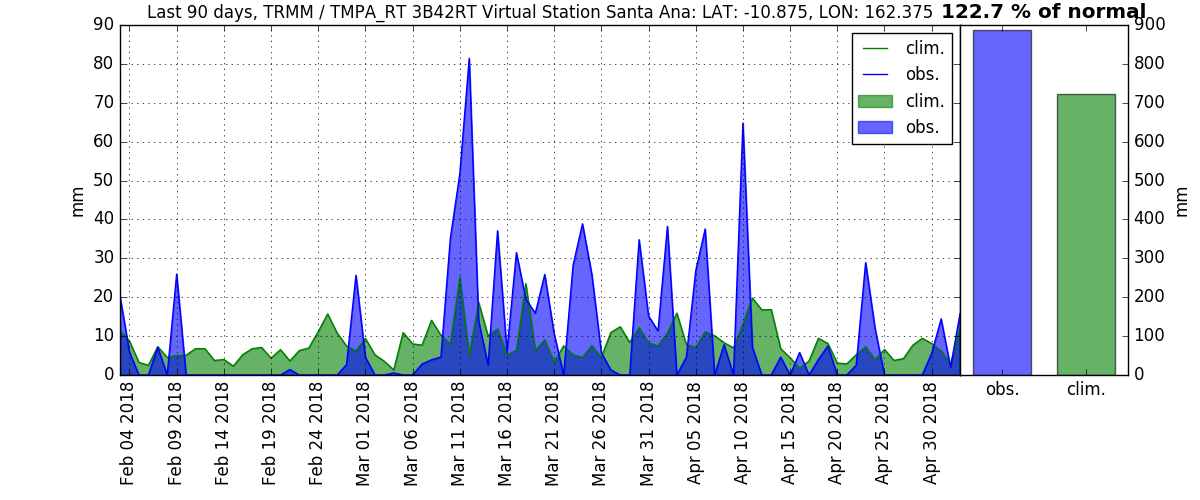 Last 90 days, TRMM / TMPA_RT 3B42RT Virtual Station Santa Ana: LAT: -10.875, LON: 162.375 122.7 % of normal
90
80
70
60
50
40
30
20
10
0
mm
clim.
obs.
clim.
obs.
Feb 04 2018
Feb 09 2018
Feb 14 2018
Feb 19 2018
Feb 24 2018
Mar 01 2018
Mar 06 2018
Mar 11 2018
Mar 16 2018
Mar 21 2018
Mar 26 2018
Mar 31 2018
Apr 05 2018
Apr 10 2018
Apr 15 2018
Apr 20 2018
Apr 25 2018
Apr 30 2018
900
800
700
600
500
400
300
200
100
0
mm
obs. clim.